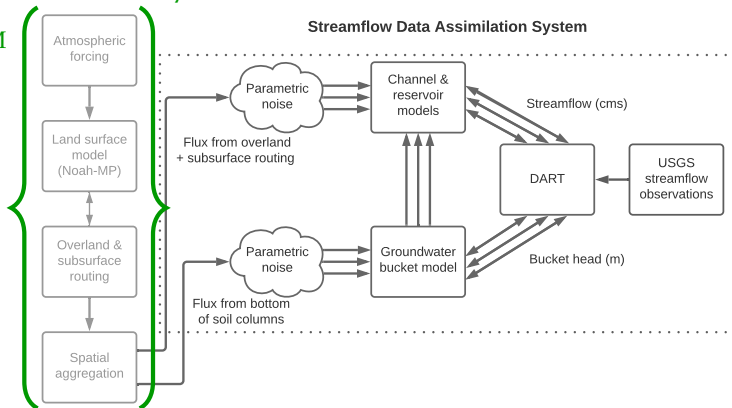 M
Streamflow Data Assimilation System
Atmospheric
forcing
Land surface
model
(Noah-MP)
Overland &
subsurface
routing
Spatial
aggregation
Parametric
noise
Flux from overland
+ subsurface routing
Channel &
reservoir
models
Streamflow (cms)
DART
USGS
streamflow
observations
Parametric
noise
Flux from bottom
of soil columns
Groundwater
bucket model
Bucket head (m)